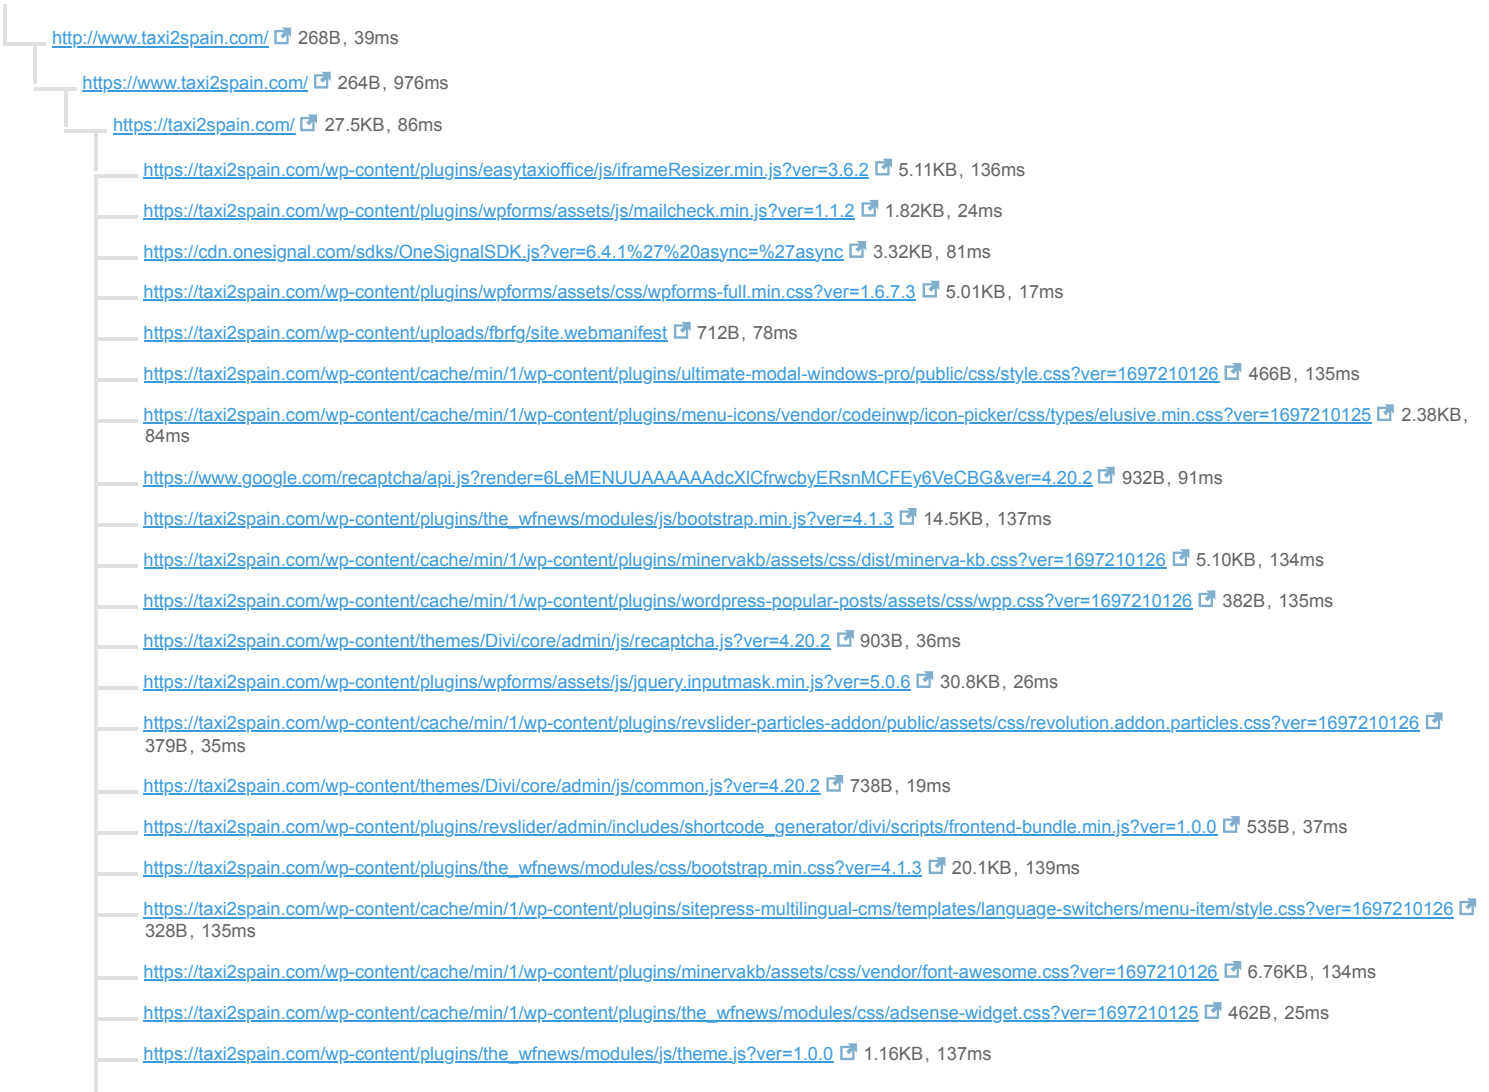 http://www.taxi2spain.com/ 268B, 39ms
https://www.taxi2spain.com/ 264B, 976ms
https://taxi2spain.com/ 27.5KB, 86ms
https://taxi2spain.com/wp-content/plugins/easytaxioffice/js/iframeResizer.min.js?ver=3.6.2 5.11KB, 136ms
https://taxi2spain.com/wp-content/plugins/wpforms/assets/js/mailcheck.min.js?ver=1.1.2 1.82KB, 24ms
https://cdn.onesignal.com/sdks/OneSignalSDK.js?ver=6.4.1%27%20async=%27async 3.32KB, 81ms
https://taxi2spain.com/wp-content/plugins/wpforms/assets/css/wpforms-full.min.css?ver=1.6.7.3 5.01KB, 17ms
https://taxi2spain.com/wp-content/uploads/fbrfg/site.webmanifest 712B, 78ms
https://taxi2spain.com/wp-content/cache/min/1/wp-content/plugins/ultimate-modal-windows-pro/public/css/style.css?ver=1697210126 466B, 135ms
https://taxi2spain.com/wp-content/cache/min/1/wp-content/plugins/menu-icons/vendor/codeinwp/icon-picker/css/types/elusive.min.css?ver=1697210125 2.38KB,
84ms
https://www.google.com/recaptcha/api.js?render=6LeMENUUAAAAAAdcXICfrwcbyERsnMCFEy6VeCBG&ver=4.20.2 932B, 91ms
https://taxi2spain.com/wp-content/plugins/the_wfnews/modules/js/bootstrap.min.js?ver=4.1.3 14.5KB, 137ms
https://taxi2spain.com/wp-content/cache/min/1/wp-content/plugins/minervakb/assets/css/dist/minerva-kb.css?ver=1697210126 5.10KB, 134ms
https://taxi2spain.com/wp-content/cache/min/1/wp-content/plugins/wordpress-popular-posts/assets/css/wpp.css?ver=1697210126 382B, 135ms
https://taxi2spain.com/wp-content/themes/Divi/core/admin/js/recaptcha.js?ver=4.20.2 903B, 36ms
https://taxi2spain.com/wp-content/plugins/wpforms/assets/js/jquery.inputmask.min.js?ver=5.0.6 30.8KB, 26ms
https://taxi2spain.com/wp-content/cache/min/1/wp-content/plugins/revslider-particles-addon/public/assets/css/revolution.addon.particles.css?ver=1697210126
379B, 35ms
https://taxi2spain.com/wp-content/themes/Divi/core/admin/js/common.js?ver=4.20.2 738B, 19ms
https://taxi2spain.com/wp-content/plugins/revslider/admin/includes/shortcode_generator/divi/scripts/frontend-bundle.min.js?ver=1.0.0 535B, 37ms
https://taxi2spain.com/wp-content/plugins/the_wfnews/modules/css/bootstrap.min.css?ver=4.1.3 20.1KB, 139ms
https://taxi2spain.com/wp-content/cache/min/1/wp-content/plugins/sitepress-multilingual-cms/templates/language-switchers/menu-item/style.css?ver=1697210126
328B, 135ms
https://taxi2spain.com/wp-content/cache/min/1/wp-content/plugins/minervakb/assets/css/vendor/font-awesome.css?ver=1697210126 6.76KB, 134ms
https://taxi2spain.com/wp-content/cache/min/1/wp-content/plugins/the_wfnews/modules/css/adsense-widget.css?ver=1697210125 462B, 25ms
https://taxi2spain.com/wp-content/plugins/the_wfnews/modules/js/theme.js?ver=1.0.0 1.16KB, 137ms